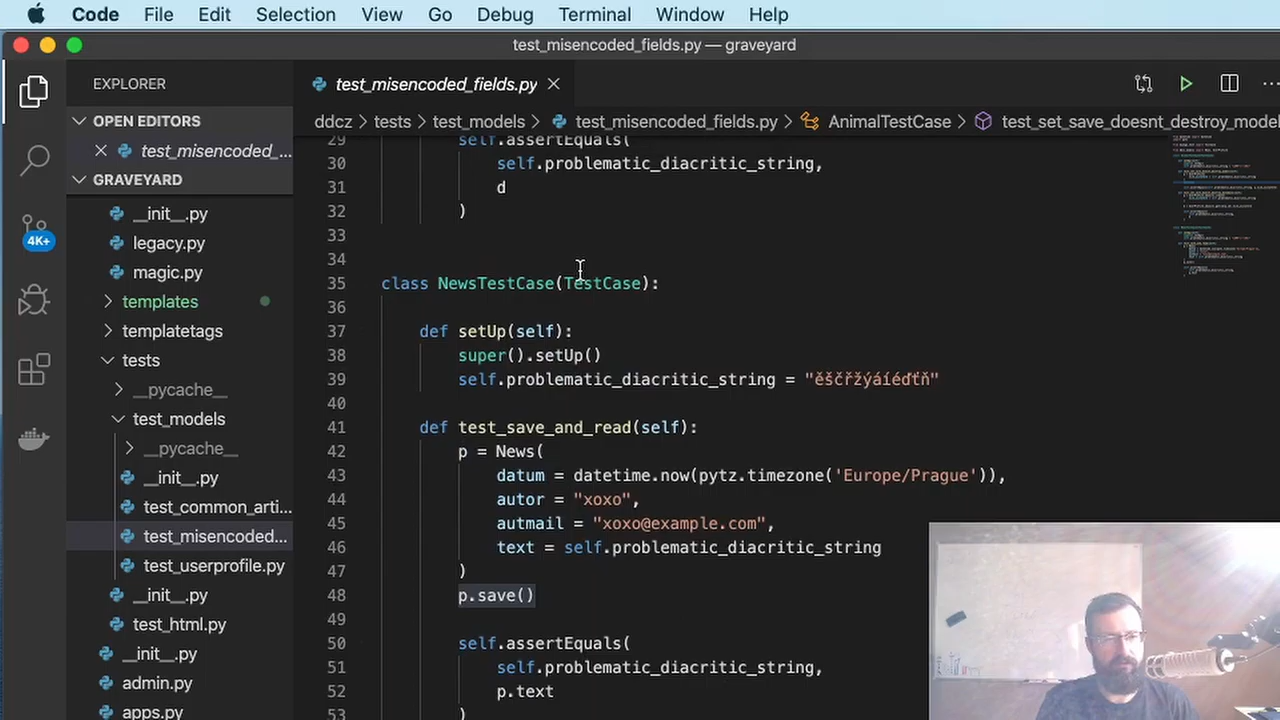 Code File Edit Selection View Go Debug Terminal Window Help
test_misencoded_fields.py — graveyard
EXPLORER
OPEN EDITORS
test_misencoded_...
GRAVEYARD
__init__.py
legacy.py
magic.py
templates
templatetags
tests
__pycache__
test_models
__pycache__
__init__.py
test_common_arti...
test_misencoded...
test_userprofile.py
__init__.py
test_html.py
__init__.py
admin.py
apps.py
4K+
test_misencoded_fields.py
ddcz > tests > test_models > test_misencoded_fields.py > AnimalTestCase > test_set_save_doesnt_destroy_model
29 self.assertEquals(
30 self.problematic_diacritic_string,
31 d
32 )
33
34
35 class NewsTestCase(TestCase):
36
37 def setUp(self):
38 super().setUp()
39 self.problematic_diacritic_string = "ěščřžýáíéďťň"
40
41 def test_save_and_read(self):
42 p = News(
43 datum = datetime.now(pytz.timezone('Europe/Prague')),
44 autor = "xoxo",
45 autmail = "xoxo@example.com",
46 text = self.problematic_diacritic_string
47 )
48 p.save()
49
50 self.assertEquals(
51 self.problematic_diacritic_string,
52 p.text
53 )